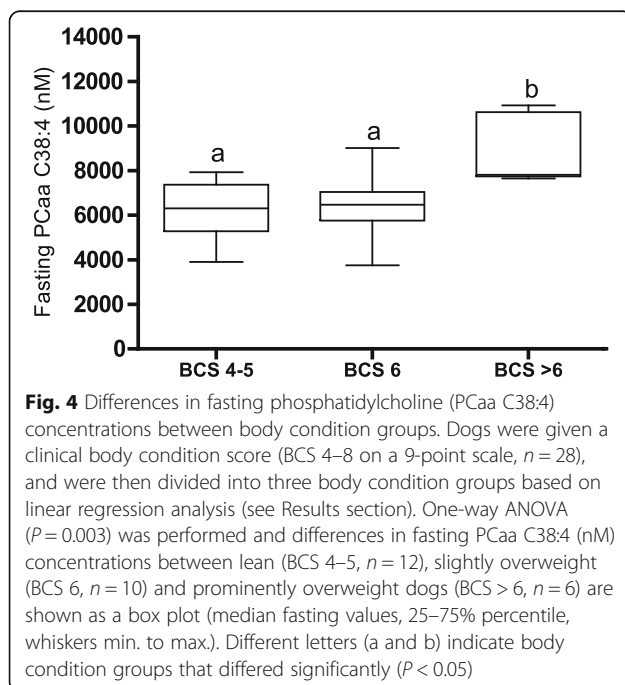 14000
12000
10000
8000
6000
4000
2000
0
Fasting PCaa C38:4 (nM)
a
a
b
BCS 4-5
BCS 6
BCS >6
Fig. 4 Differences in fasting phosphatidylcholine (PCaa C38:4)
concentrations between body condition groups. Dogs were given a
clinical body condition score (BCS 4–8 on a 9-point scale, n = 28),
and were then divided into three body condition groups based on
linear regression analysis (see Results section). One-way ANOVA
(P = 0.003) was performed and differences in fasting PCaa C38:4 (nM)
concentrations between lean (BCS 4–5, n = 12), slightly overweight
(BCS 6, n = 10) and prominently overweight dogs (BCS > 6, n = 6) are
shown as a box plot (median fasting values, 25–75% percentile,
whiskers min. to max.). Different letters (a and b) indicate body
condition groups that differed significantly (P < 0.05)